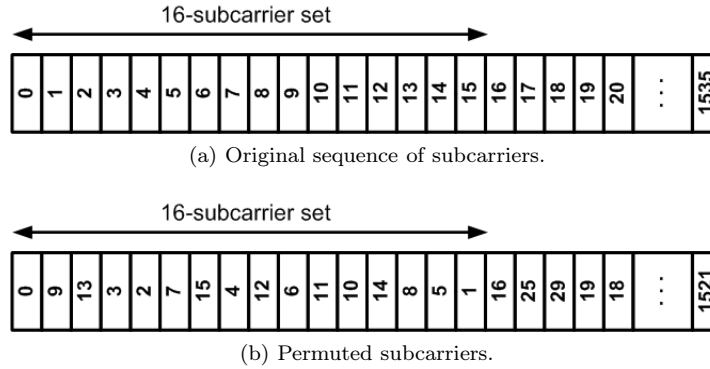 16-subcarrier set
0 1 2 3 4 5 6 7 8 9 10 11 12 13 14 15 16 17 18 19 20 ... 1535
(a) Original sequence of subcarriers.
16-subcarrier set
0 9 13 3 2 7 15 4 12 6 11 10 14 8 5 1 16 25 29 19 18 ... 1521
(b) Permuted subcarriers.